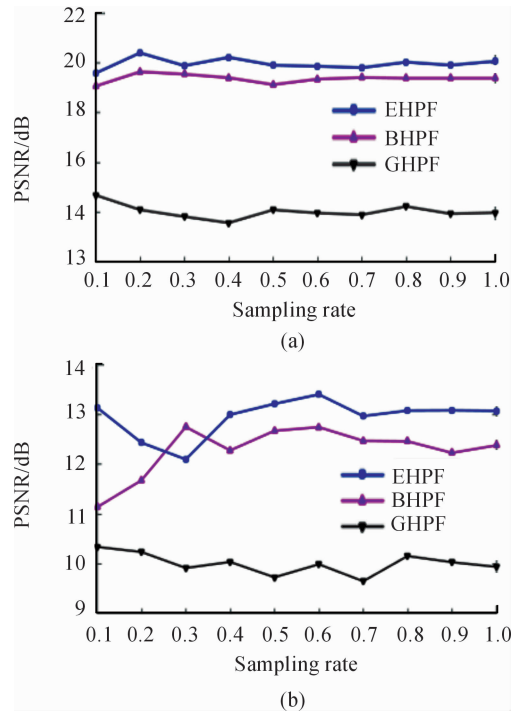 22
20
18
16
14
13
PSNR/dB
EHPF
BHPF
GHPF
0.1 0.2 0.3 0.4 0.5 0.6 0.7 0.8 0.9 1.0
Sampling rate
(a)
14
13
12
11
10
9
PSNR/dB
EHPF
BHPF
GHPF
0.1 0.2 0.3 0.4 0.5 0.6 0.7 0.8 0.9 1.0
Sampling rate
(b)